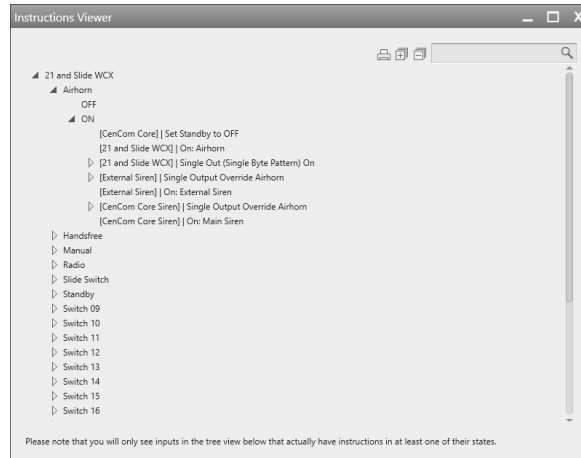 Instructions Viewer
21 and Slide WCX
Airhorn
OFF
ON
[CenCom Core] | Set Standby to OFF
[21 and Slide WCX] | On: Airhorn
[21 and Slide WCX] | Single Out (Single Byte Pattern) On
[External Siren] | Single Output Override Airhorn
[External Siren] | On: External Siren
[CenCom Core Siren] | Single Output Override Airhorn
[CenCom Core Siren] | On: Main Siren
Handsfree
Manual
Radio
Slide Switch
Standby
Switch 09
Switch 10
Switch 11
Switch 12
Switch 13
Switch 14
Switch 15
Switch 16
Please note that you will only see inputs in the tree view below that actually have instructions in at least one of their states.